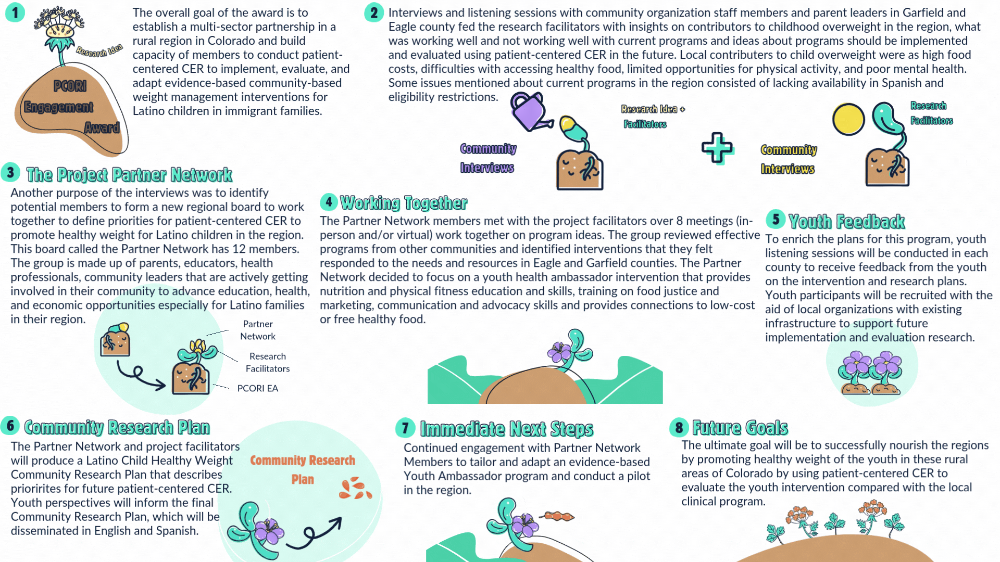 1
The overall goal of the award is to
establish a multi-sector partnership in a
rural region in Colorado and build
capacity of members to conduct patient-
centered CER to implement, evaluate, and
adapt evidence-based community-based
weight management interventions for
Latino children in immigrant families.
Research Idea
PCORI
Engagement
Award
2
Interviews and listening sessions with community organization staff members and parent leaders in Garfield and
Eagle county fed the research facilitators with insights on contributors to childhood overweight in the region, what
was working well and not working well with current programs and ideas about programs should be implemented
and evaluated using patient-centered CER in the future. Local contributers to child overweight were as high food
costs, difficulties with accessing healthy food, limited opportunities for physical activity, and poor mental health.
Some issues mentioned about current programs in the region consisted of lacking availability in Spanish and
eligibility restrictions.
Research Idea +
Facilitators
Community
Interviews
Research
Facilitators
Community
Interviews
3 The Project Partner Network
Another purpose of the interviews was to identify
potential members to form a new regional board to work
together to define priorities for patient-centered CER to
promote healthy weight for Latino children in the region.
This board called the Partner Network has 12 members.
The group is made up of parents, educators, health
professionals, community leaders that are actively getting
involved in their community to advance education, health,
and economic opportunities especially for Latino families
in their region.
Partner
Network
Research
Facilitators
PCORI EA
4 Working Together
The Partner Network members met with the project facilitators over 8 meetings (in-
person and/or virtual) work together on program ideas. The group reviewed effective
programs from other communities and identified interventions that they felt
responded to the needs and resources in Eagle and Garfield counties. The Partner
Network decided to focus on a youth health ambassador intervention that provides
nutrition and physical fitness education and skills, training on food justice and
marketing, communication and advocacy skills and provides connections to low-cost
or free healthy food.
5 Youth Feedback
To enrich the plans for this program, youth
listening sessions will be conducted in each
county to receive feedback from the youth
on the intervention and research plans.
Youth participants will be recruited with the
aid of local organizations with existing
infrastructure to support future
implementation and evaluation research.
6 Community Research Plan
The Partner Network and project facilitators
will produce a Latino Child Healthy Weight
Community Research Plan that describes
priorirites for future patient-centered CER.
Youth perspectives will inform the final
Community Research Plan, which will be
disseminated in English and Spanish.
Community Research
Plan
7 Immediate Next Steps
Continued engagement with Partner Network
Members to tailor and adapt an evidence-based
Youth Ambassador program and conduct a pilot
in the region.
8 Future Goals
The ultimate goal will be to successfully nourish the regions
by promoting healthy weight of the youth in these rural
areas of Colorado by using patient-centered CER to
evaluate the youth intervention compared with the local
clinical program.